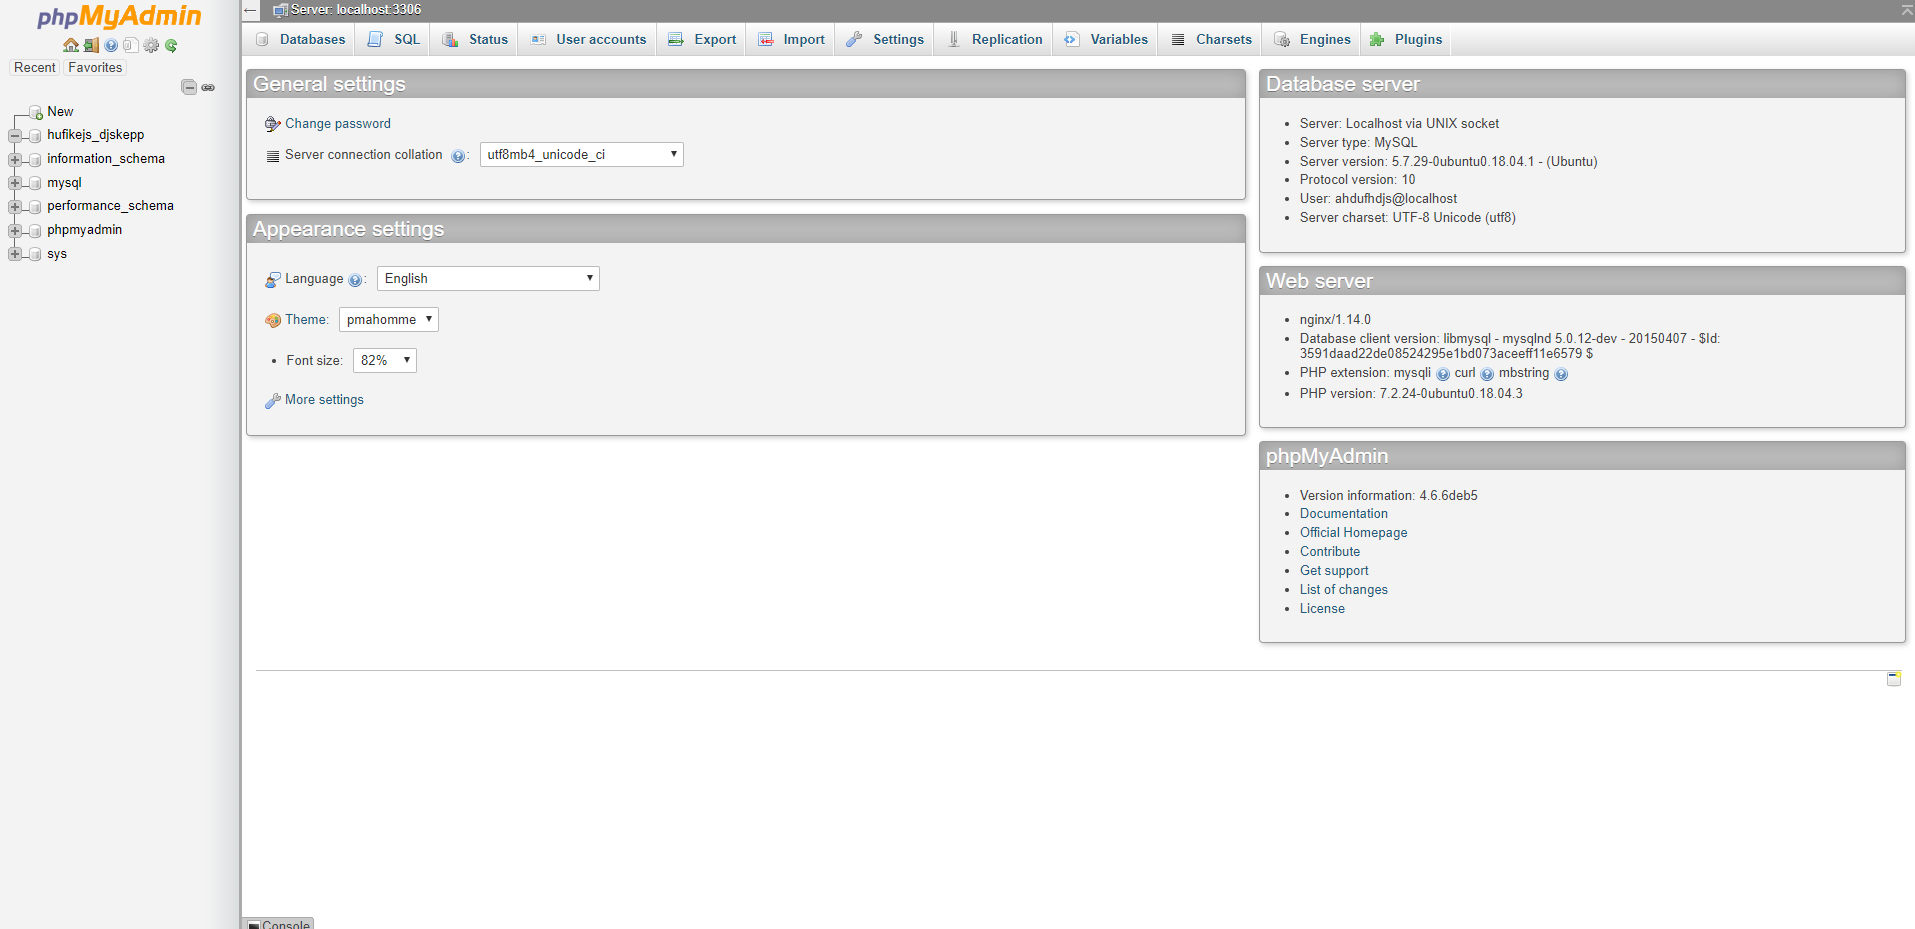 phpMyAdmin
Recent Favorites
New
hufikejs_djskepp
information_schema
mysql
performance_schema
phpmyadmin
sys
Server: localhost:3306
Databases SQL Status User accounts Export Import Settings Replication Variables Charsets Engines Plugins
General settings
Change password
Server connection collation : utf8mb4_unicode_ci
Appearance settings
Language : English
Theme: pmahomme
• Font size: 82%
More settings
Database server
• Server: Localhost via UNIX socket
• Server type: MySQL
• Server version: 5.7.29-0ubuntu0.18.04.1 - (Ubuntu)
• Protocol version: 10
• User: ahdufhdjs@localhost
• Server charset: UTF-8 Unicode (utf8)
Web server
• nginx/1.14.0
• Database client version: libmysql - mysqlnd 5.0.12-dev - 20150407 - $Id:
3591daad22de08524295e1bd073aceeff11e6579 $
• PHP extension: mysqli curl mbstring
• PHP version: 7.2.24-0ubuntu0.18.04.3
phpMyAdmin
• Version information: 4.6.6deb5
• Documentation
• Official Homepage
• Contribute
• Get support
• List of changes
• License
Console